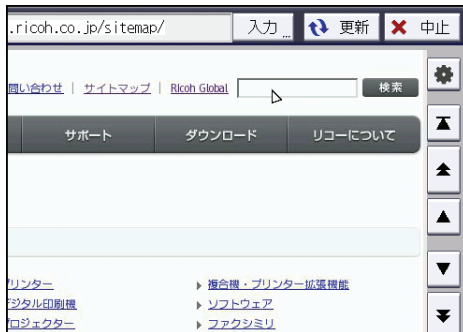 .ricoh.co.jp/sitemap/ 入力 更新 中止
問い合わせ | サイトマップ | Ricoh Global 検索
サポート ダウンロード リコーについて
プリンター 複合機・プリンター拡張機能
デジタル印刷機 ソフトウェア
プロジェクター ファクシミリ